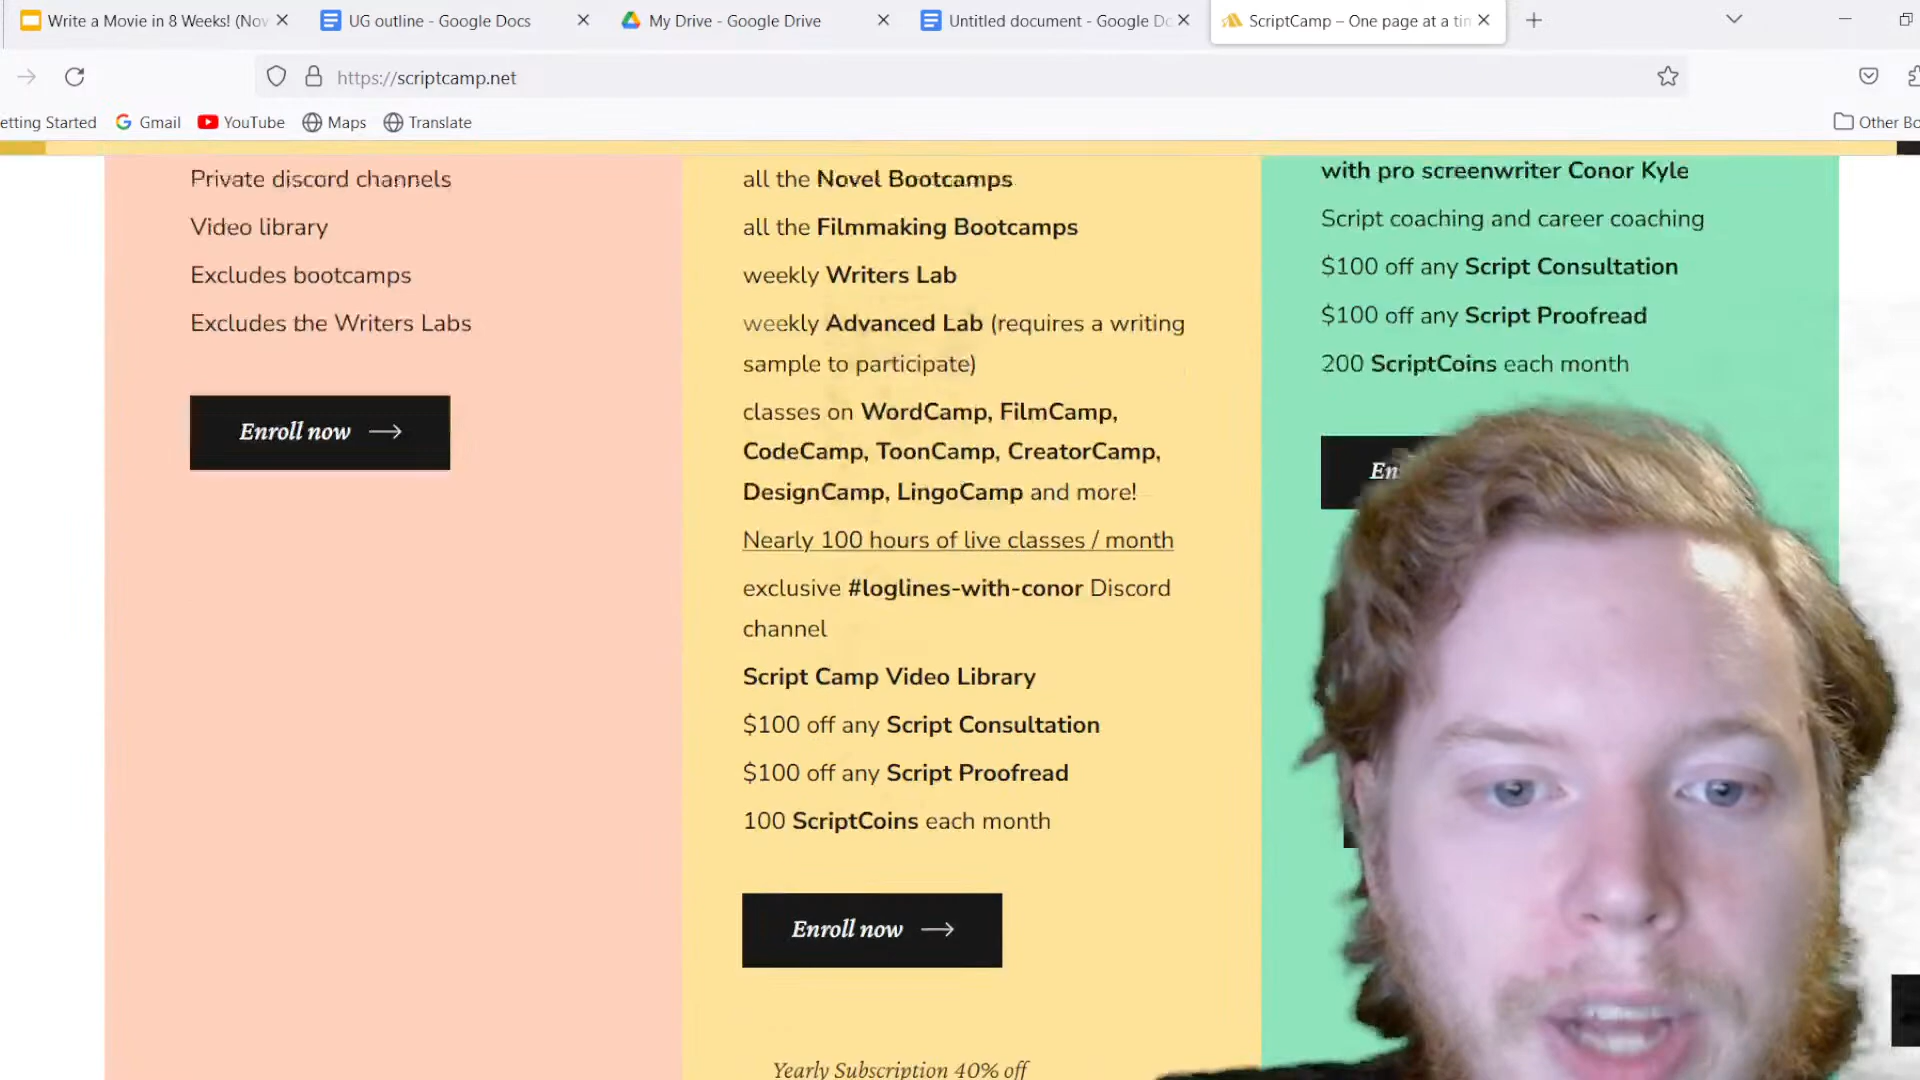 Write a Movie in 8 Weeks! (Nov
UG outline - Google Docs
My Drive - Google Drive
Untitled document - Google Do
ScriptCamp – One page at a tim
https://scriptcamp.net
etting Started
Gmail
YouTube
Maps
Translate
Other Bo
Private discord channels
Video library
Excludes bootcamps
Excludes the Writers Labs
Enroll now
all the Novel Bootcamps
all the Filmmaking Bootcamps
weekly Writers Lab
weekly Advanced Lab (requires a writing
sample to participate)
classes on WordCamp, FilmCamp,
CodeCamp, ToonCamp, CreatorCamp,
DesignCamp, LingoCamp and more!
Nearly 100 hours of live classes / month
exclusive #loglines-with-conor Discord
channel
Script Camp Video Library
$100 off any Script Consultation
$100 off any Script Proofread
100 ScriptCoins each month
Enroll now
Yearly Subscription 40% off
with pro screenwriter Conor Kyle
Script coaching and career coaching
$100 off any Script Consultation
$100 off any Script Proofread
200 ScriptCoins each month
En